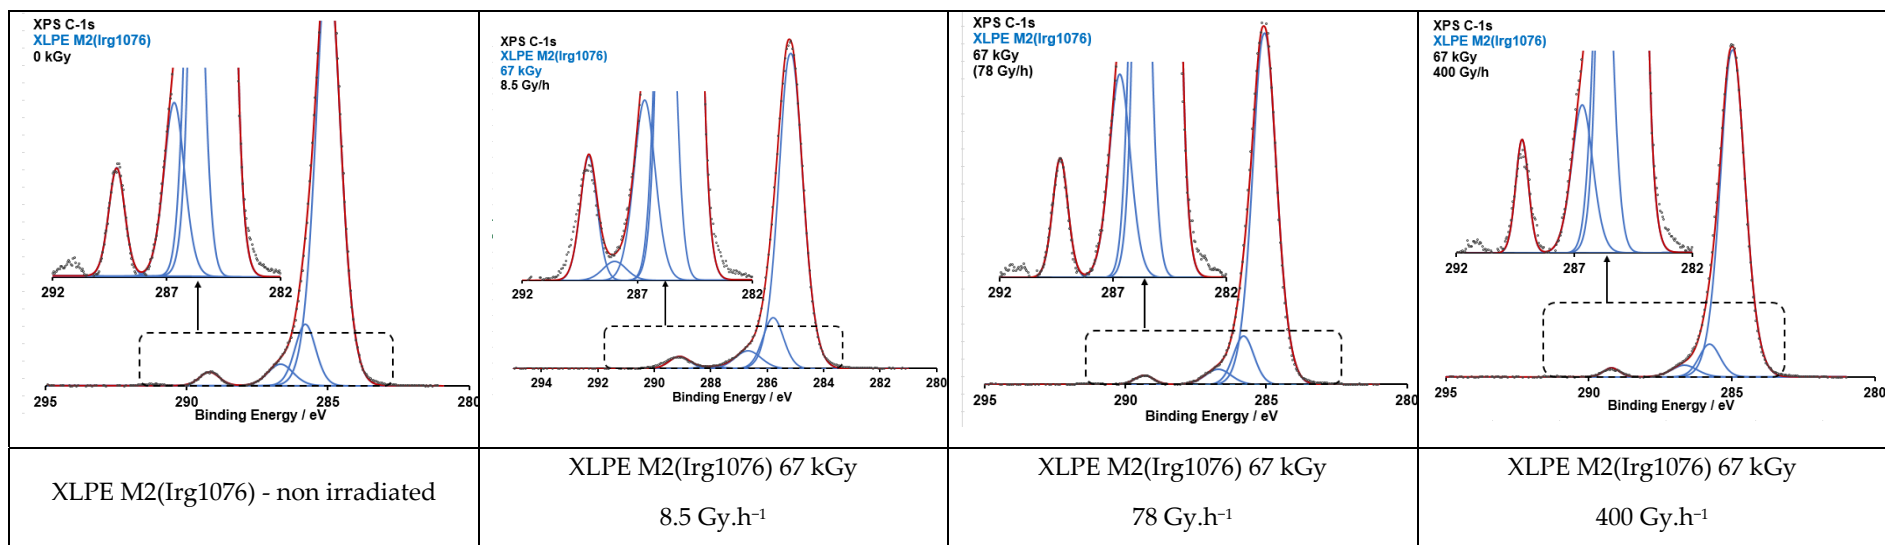 XPS C-1s
XLPE M2(Irg1076)
0 kGy
292
287
282
295
290
285
280
Binding Energy / eV
XPS C-1s
XLPE M2(Irg1076)
67 kGy
8.5 Gy/h
292
287
282
294
292
290
288
286
284
282
280
Binding Energy / eV
XPS C-1s
XLPE M2(Irg1076)
67 kGy
(78 Gy/h)
292
287
282
295
290
285
280
Binding Energy / eV
XPS C-1s
XLPE M2(Irg1076)
67 kGy
400 Gy/h
292
287
282
295
290
285
280
Binding Energy / eV
XLPE M2(Irg1076) - non irradiated
XLPE M2(Irg1076) 67 kGy
8.5 Gy.h⁻¹
XLPE M2(Irg1076) 67 kGy
78 Gy.h⁻¹
XLPE M2(Irg1076) 67 kGy
400 Gy.h⁻¹